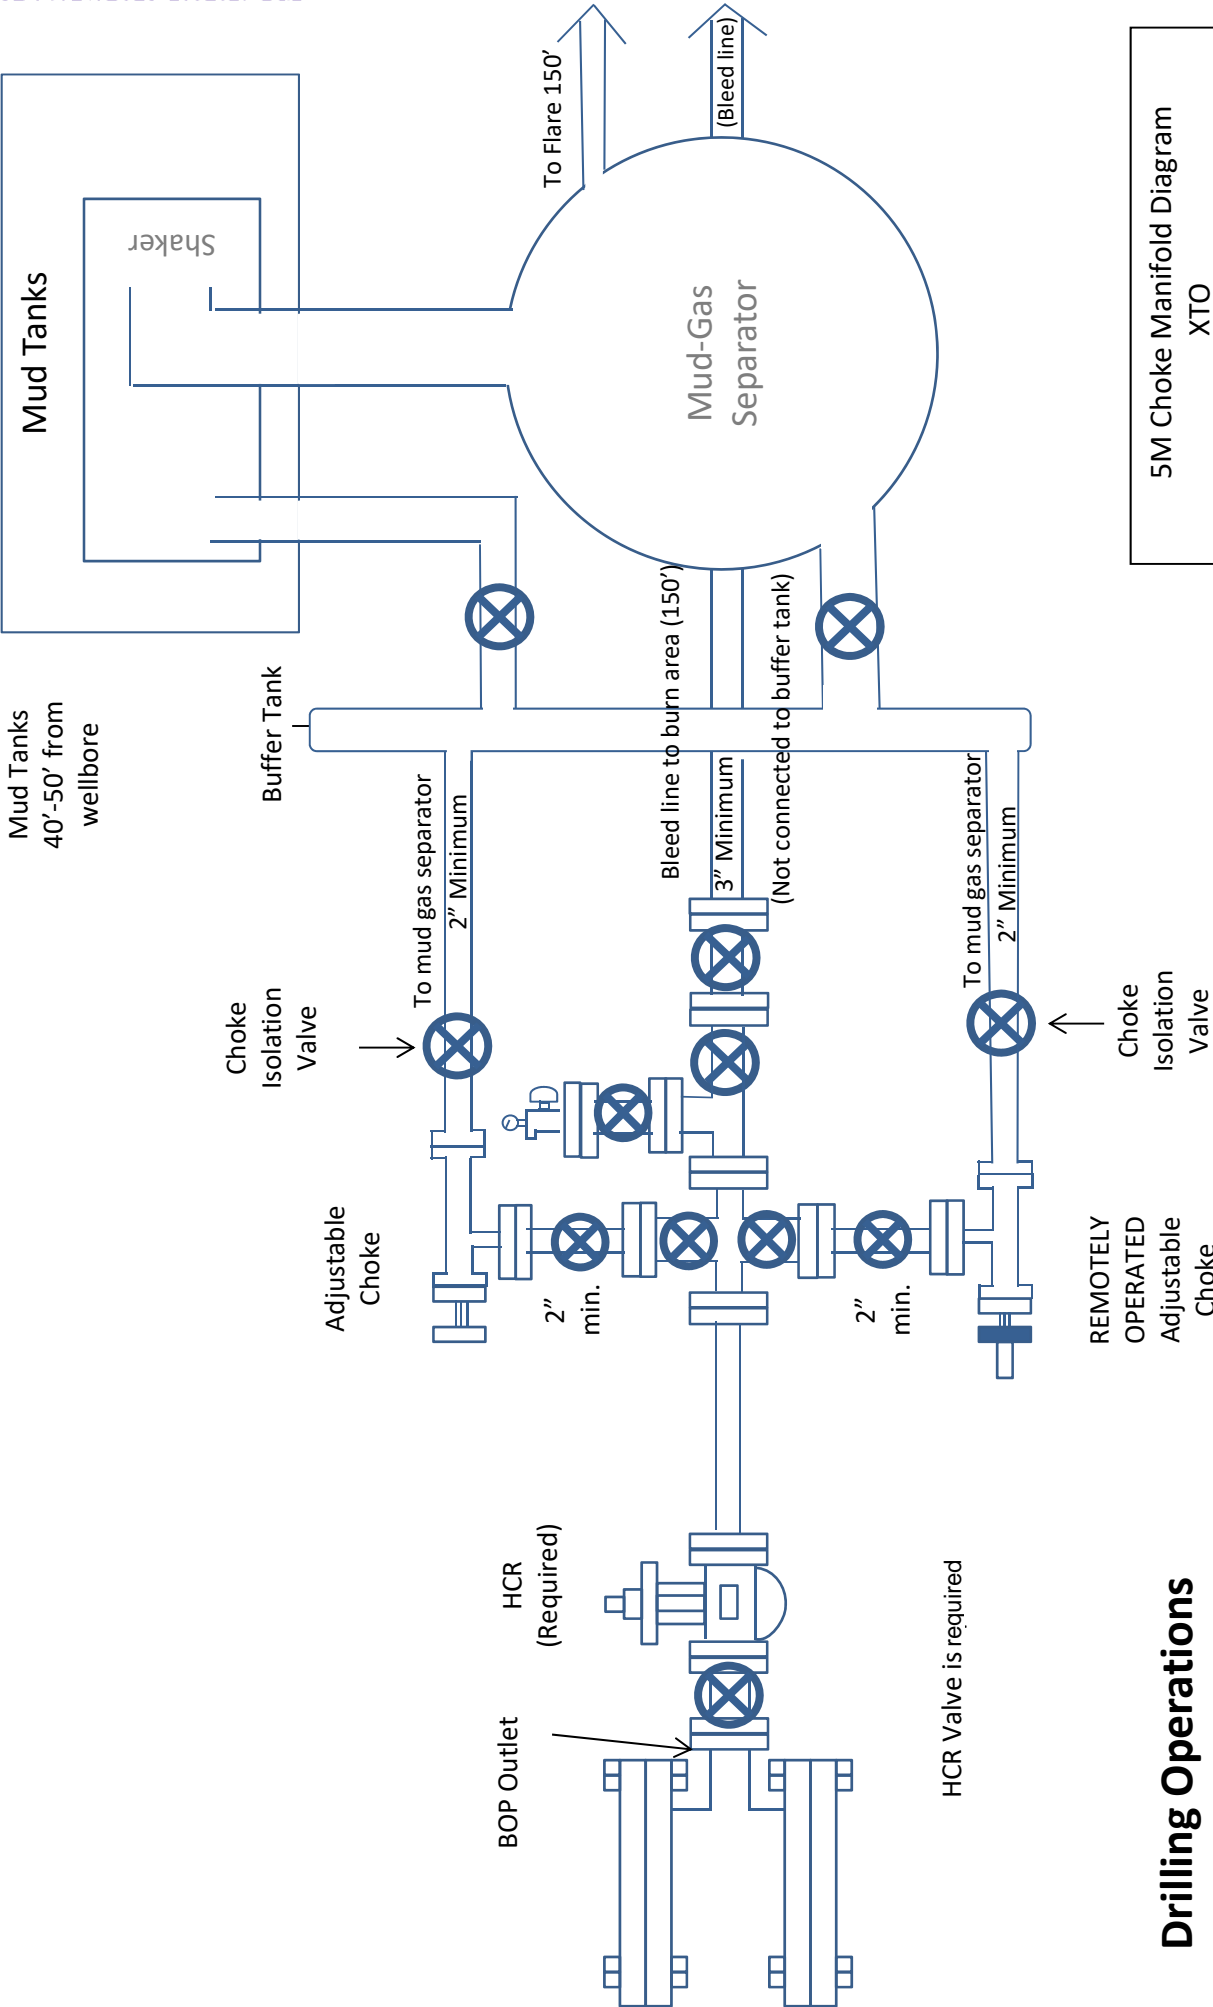 Mud Tanks
Shaker
Mud Tanks
40’-50’ from
wellbore
Buffer Tank
To Flare 150’
(Bleed line)
Mud-Gas
Separator
Bleed line to burn area (150’)
3” Minimum
(Not connected to buffer tank)
To mud gas separator
2” Minimum
To mud gas separator
2” Minimum
Choke
Isolation
Valve
Choke
Isolation
Valve
Adjustable
Choke
2”
min.
2”
min.
REMOTELY
OPERATED
Adjustable
Choke
HCR
(Required)
HCR Valve is required
BOP Outlet
5M Choke Manifold Diagram
XTO
Drilling Operations